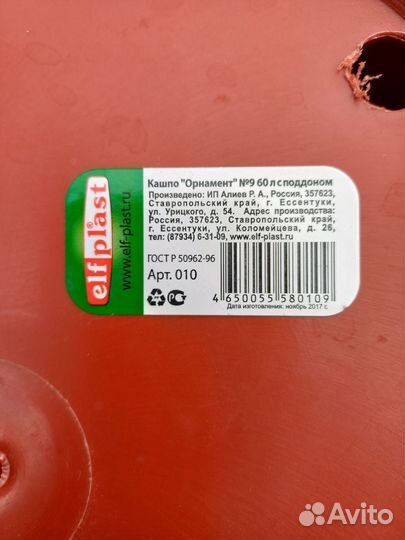 elfplast®
www.elf-plast.ru
Кашпо "Орнамент" №9 60 л с поддоном
Произведено: ИП Алиев Р. А., Россия, 357623,
Ставропольский край, г. Ессентуки,
ул. Урицкого, д. 54. Адрес производства:
Россия, 357623, Ставропольский край,
г. Ессентуки, ул. Коломейцева, д. 26,
тел.: (87934) 6-31-09, www.elf-plast.ru
ГОСТ Р 50962-96
Арт. 010
4 650055 580109
Дата изготовления: ноябрь 2017 г.
Avito